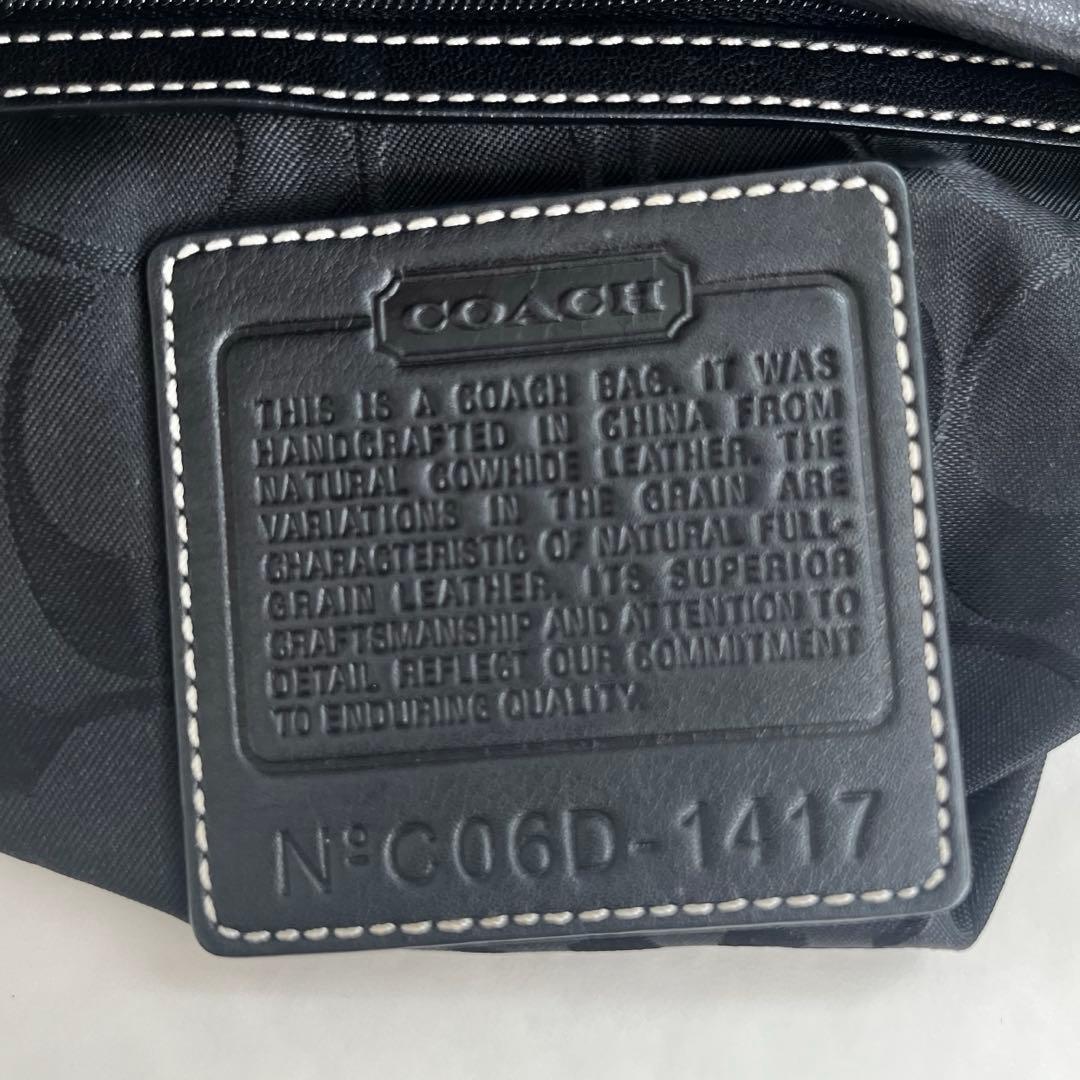 COACH
THIS IS A COACH BAG. IT WAS
HANDCRAFTED IN CHINA FROM
NATURAL COWHIDE LEATHER. THE
VARIATIONS IN THE GRAIN ARE
CHARACTERISTIC OF NATURAL FULL-
GRAIN LEATHER. ITS SUPERIOR
CRAFTSMANSHIP AND ATTENTION TO
DETAIL REFLECT OUR COMMITMENT
TO ENDURING QUALITY.
Nº C06D-1417